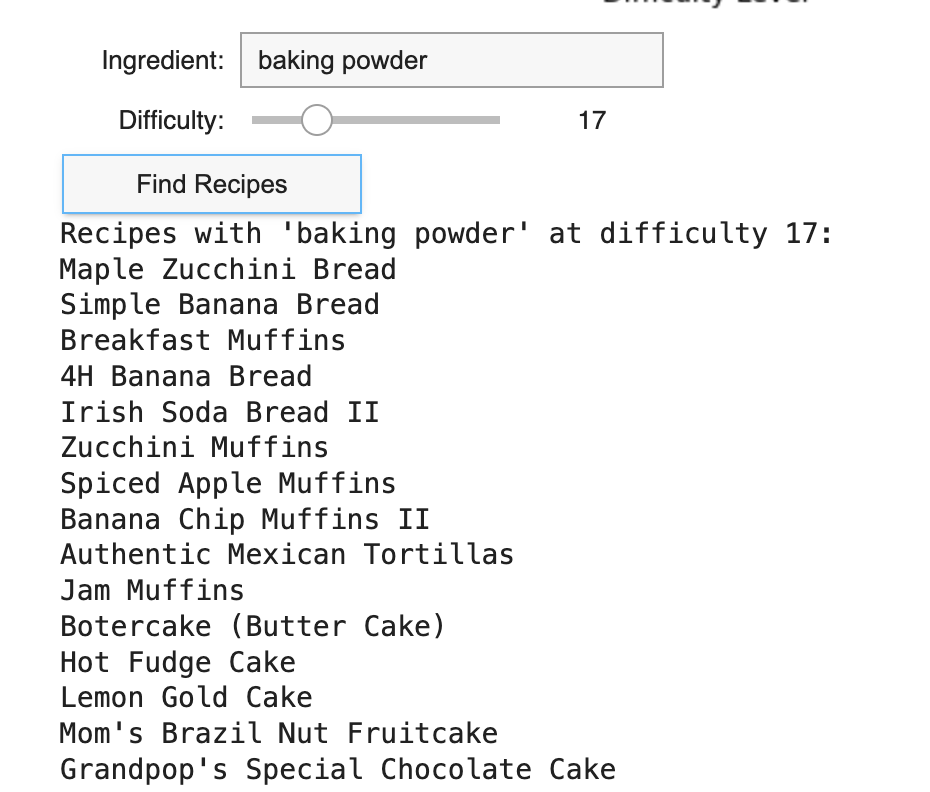 Difficulty Level
Ingredient: baking powder
Difficulty: 17
Find Recipes
Recipes with 'baking powder' at difficulty 17:
Maple Zucchini Bread
Simple Banana Bread
Breakfast Muffins
4H Banana Bread
Irish Soda Bread II
Zucchini Muffins
Spiced Apple Muffins
Banana Chip Muffins II
Authentic Mexican Tortillas
Jam Muffins
Botercake (Butter Cake)
Hot Fudge Cake
Lemon Gold Cake
Mom's Brazil Nut Fruitcake
Grandpop's Special Chocolate Cake